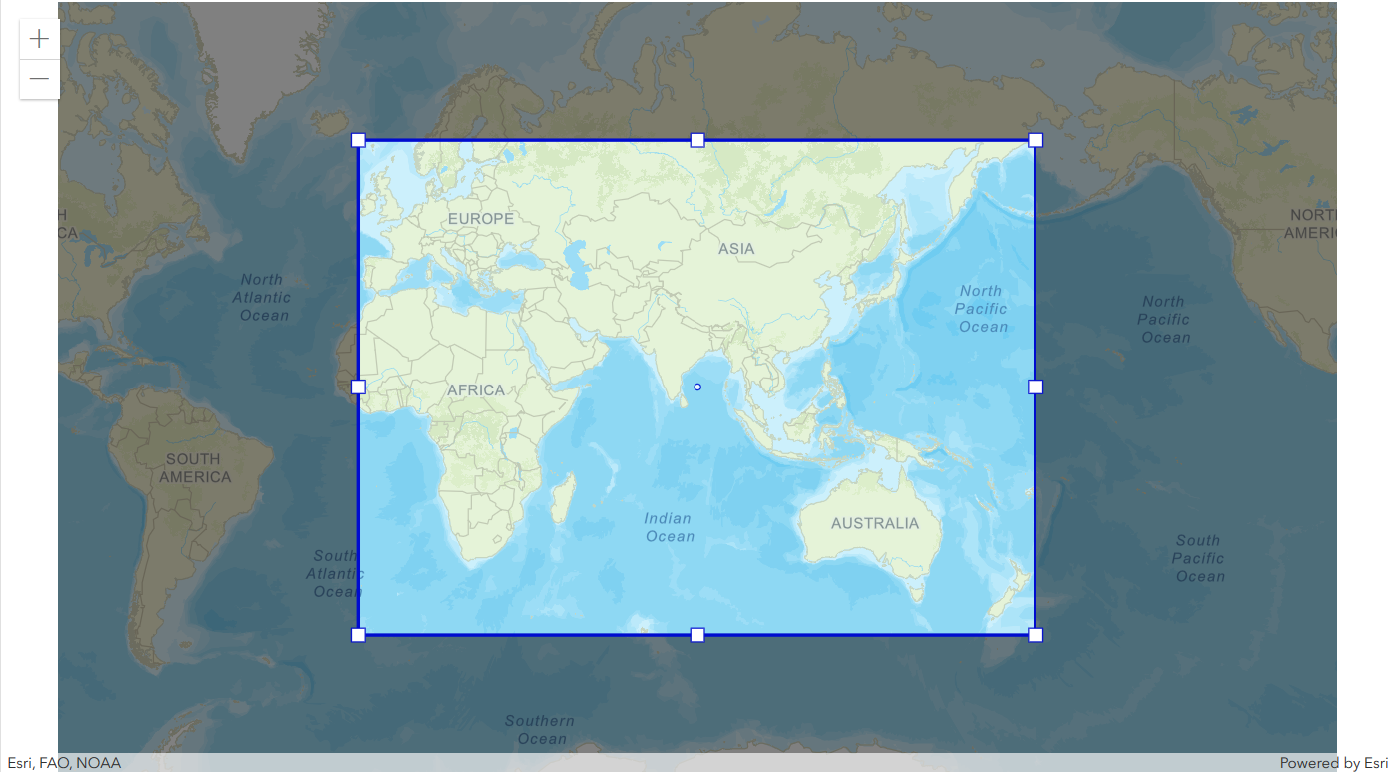 H
CA
EUROPE
ASIA
NORTH
AMERI
North
Atlantic
Ocean
North
Pacific
Ocean
North
Pacific
Ocean
AFRICA
SOUTH
AMERICA
Indian
Ocean
AUSTRALIA
South
Atlantic
Ocean
South
Pacific
Ocean
Southern
Ocean
Esri, FAO, NOAA
Powered by Esri